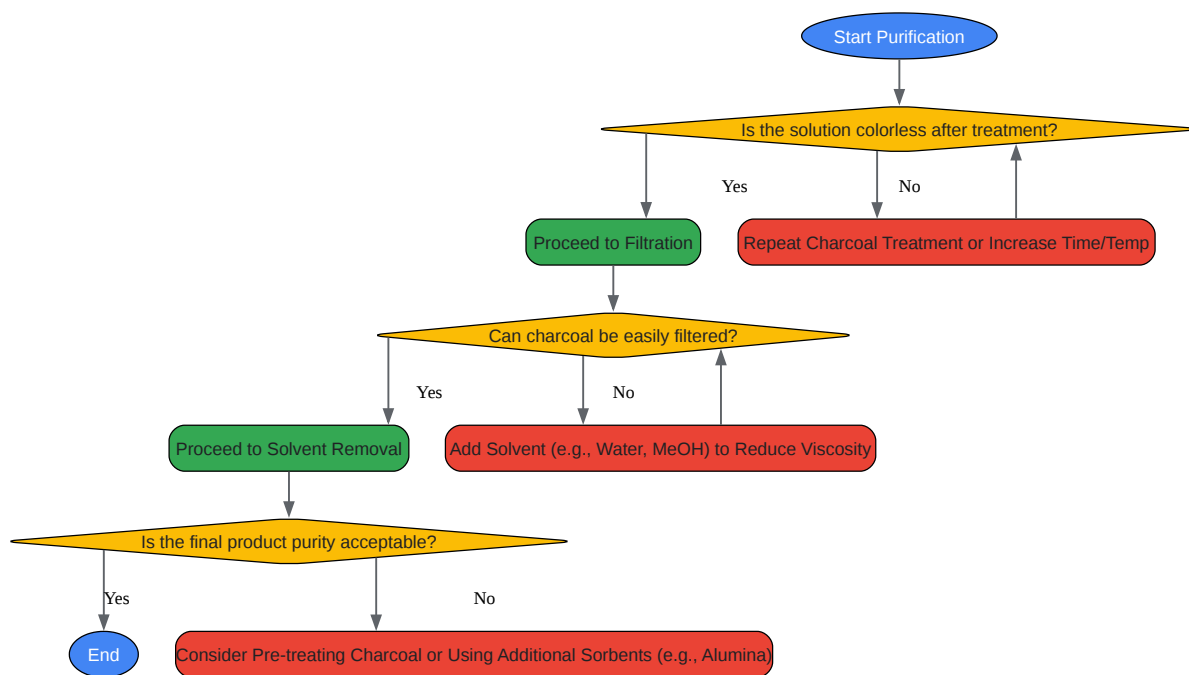 Start Purification
Is the solution colorless after treatment?
Yes
No
Proceed to Filtration
Repeat Charcoal Treatment or Increase Time/Temp
Can charcoal be easily filtered?
Yes
No
Proceed to Solvent Removal
Add Solvent (e.g., Water, MeOH) to Reduce Viscosity
Is the final product purity acceptable?
Yes
No
End
Consider Pre-treating Charcoal or Using Additional Sorbents (e.g., Alumina)